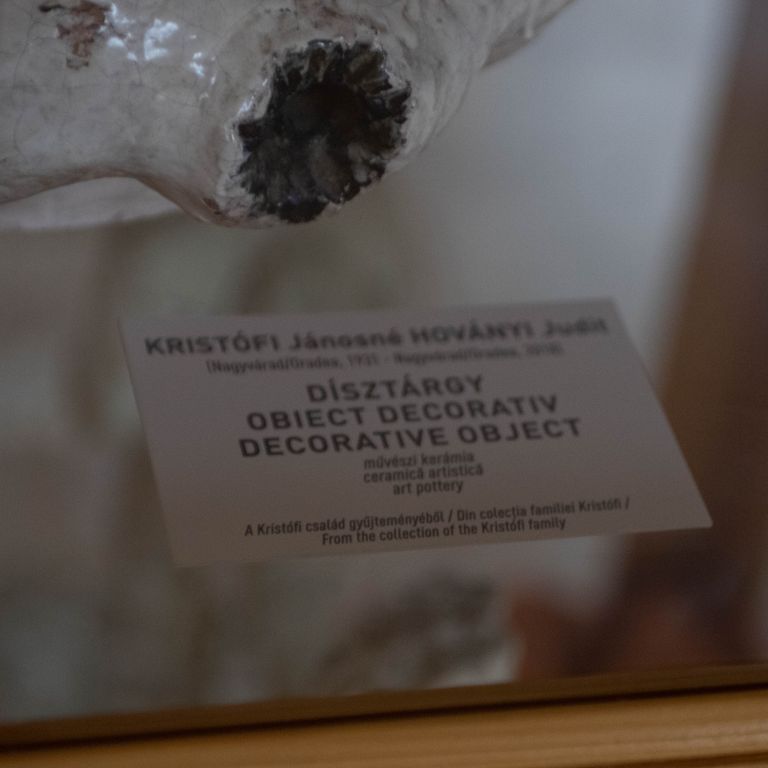 KRISTÓFI Jánosné HOVÁNYI Judit
(Nagyvárad/Oradea, 1931 - Nagyvárad/Oradea, 2018)
DÍSZTÁRGY
OBIECT DECORATIV
DECORATIVE OBJECT
művészi kerámia
ceramică artistică
art pottery
A Kristófi család gyűjteményéből / Din colecția familiei Kristófi /
From the collection of the Kristófi family